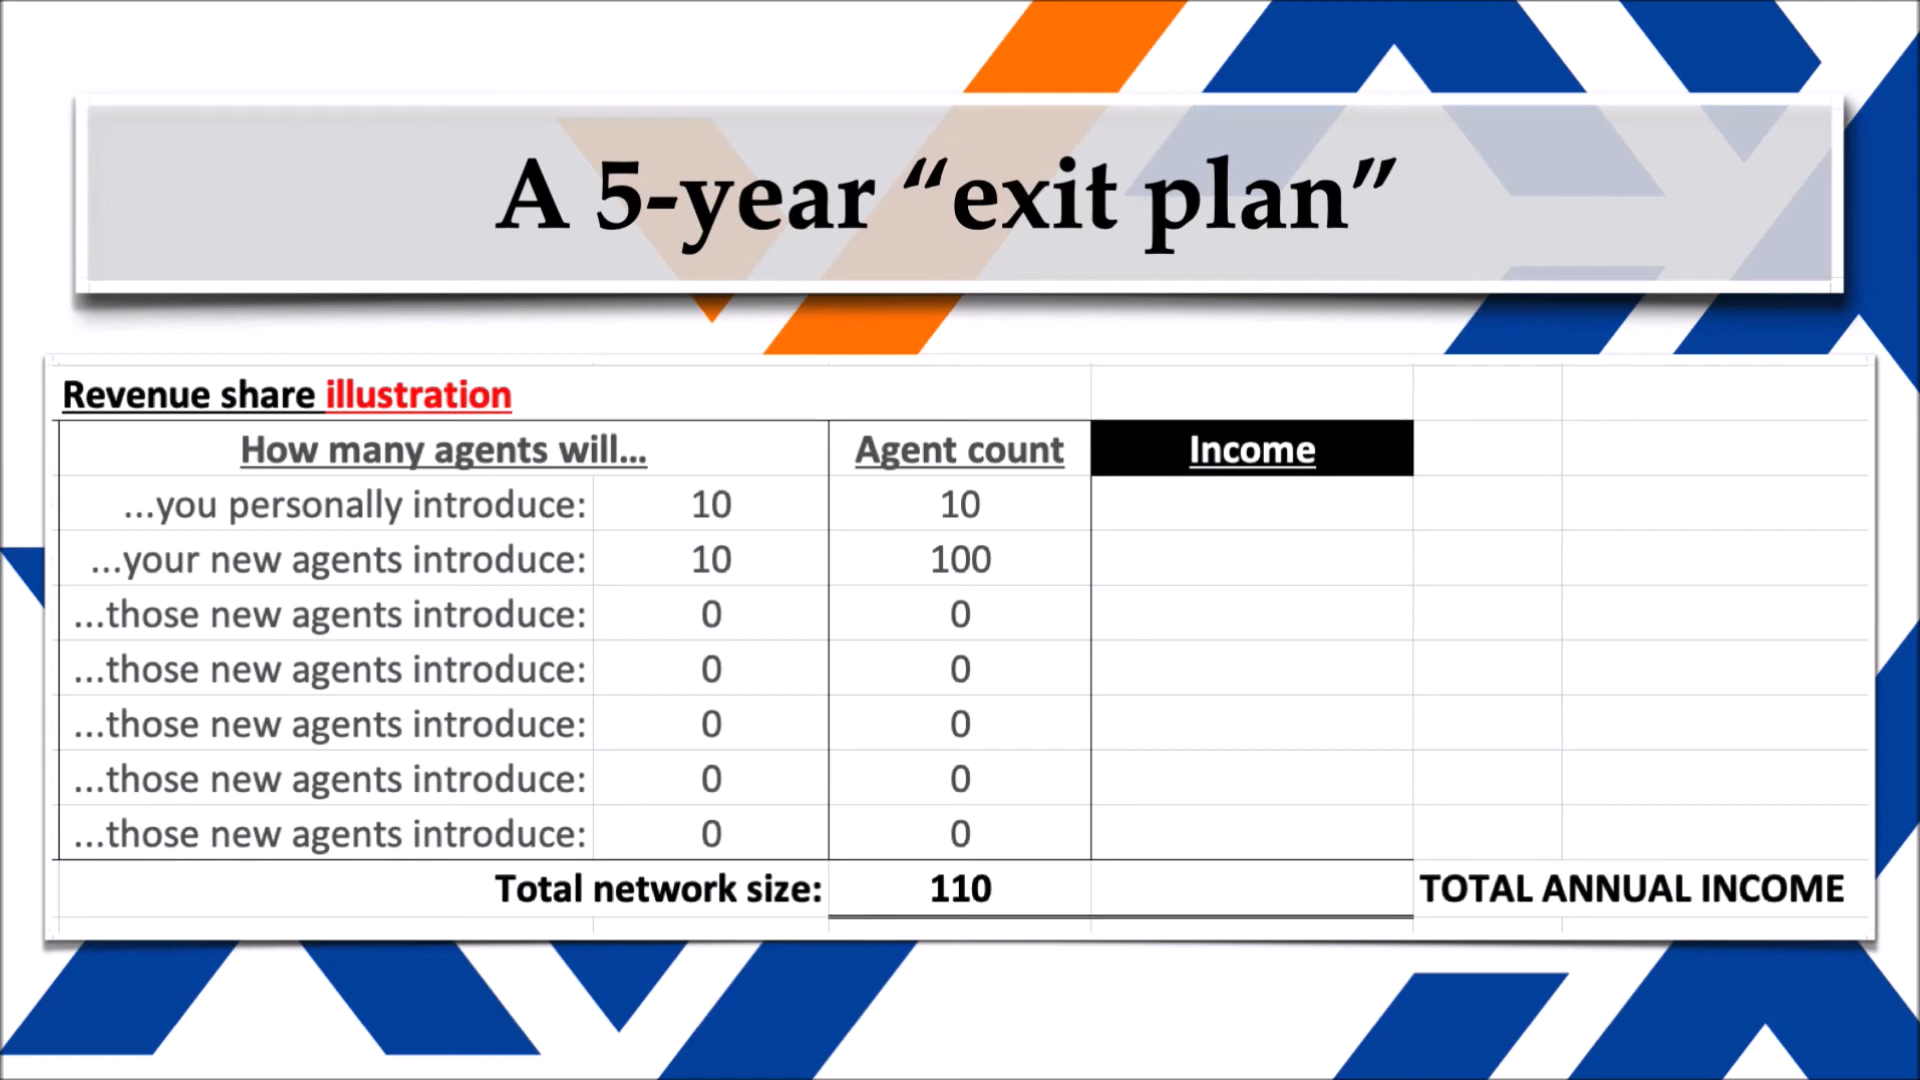 A 5-year “exit plan”
Revenue share illustration
How many agents will... Agent count Income
...you personally introduce: 10 10
...your new agents introduce: 10 100
...those new agents introduce: 0 0
...those new agents introduce: 0 0
...those new agents introduce: 0 0
...those new agents introduce: 0 0
...those new agents introduce: 0 0
Total network size: 110 TOTAL ANNUAL INCOME